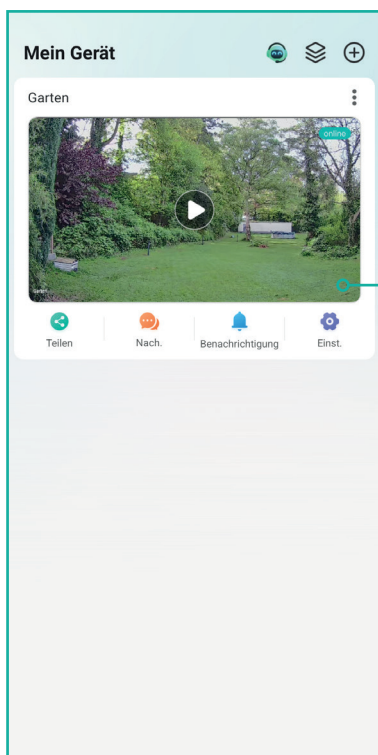 Mein Gerät
Garten
online
Teilen
Nach.
Benachrichtigung
Einst.